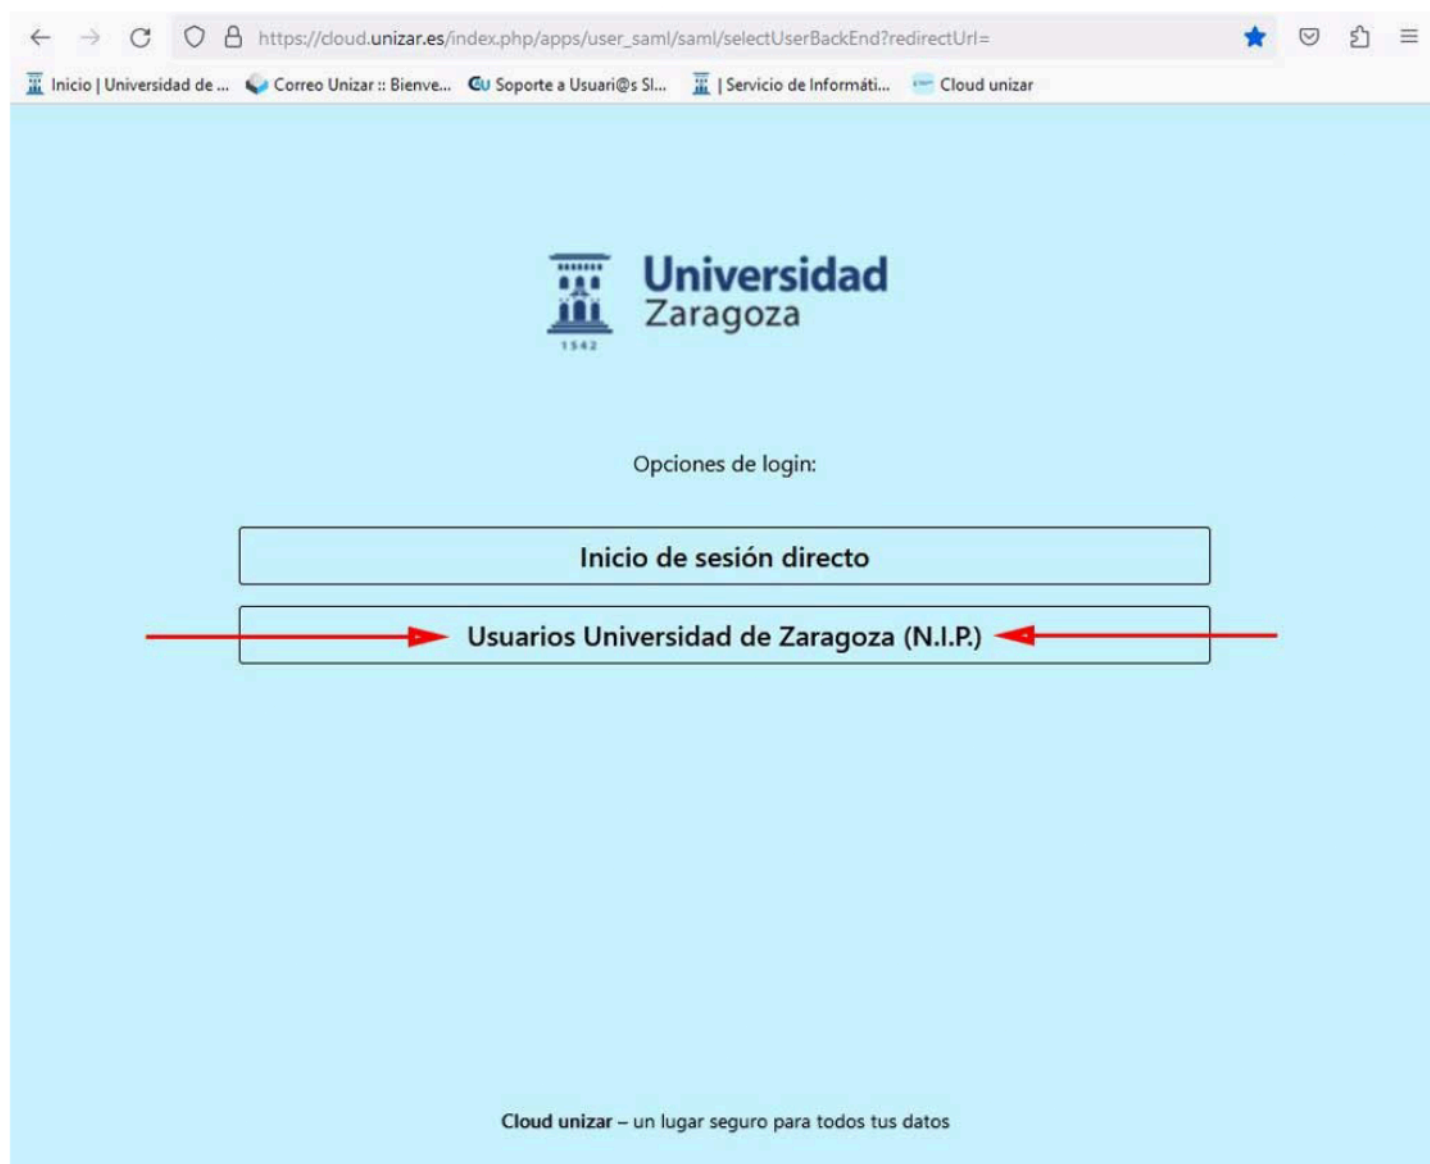 https://cloud.unizar.es/index.php/apps/user_saml/saml/selectUserBackEnd?redirectUrl=
Inicio | Universidad de ... Correo Unizar :: Bienve... Soporte a Usuari@s SI... | Servicio de Informáti... Cloud unizar
Universidad
Zaragoza
1542
Opciones de login:
Inicio de sesión directo
Usuarios Universidad de Zaragoza (N.I.P.)
Cloud unizar – un lugar seguro para todos tus datos